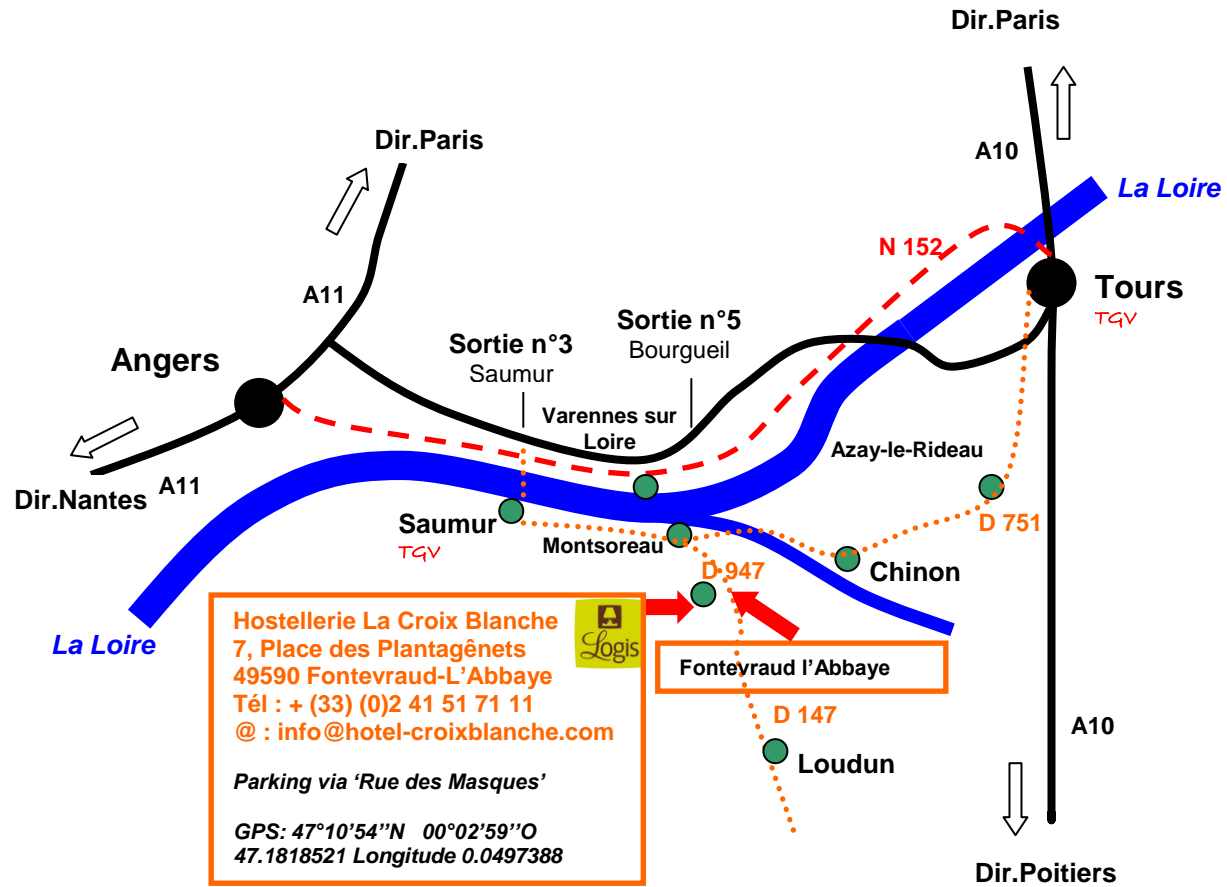 Dir.Paris
A10
La Loire
Dir.Paris
N 152
A11
Tours
TGV
Sortie n°5
Bourgueil
Sortie n°3
Saumur
Angers
Varennes sur
Loire
Azay-le-Rideau
Dir.Nantes
A11
D 751
Saumur
TGV
Montsoreau
D 947
Chinon
La Loire
Hostellerie La Croix Blanche
7, Place des Plantagênets
49590 Fontevraud-L’Abbaye
Tél : + (33) (0)2 41 51 71 11
@ : info@hotel-croixblanche.com
Parking via ‘Rue des Masques’
GPS: 47°10’54’’N 00°02’59’’O
47.1818521 Longitude 0.0497388
Logis
Fontevraud l’Abbaye
D 147
Loudun
A10
Dir.Poitiers